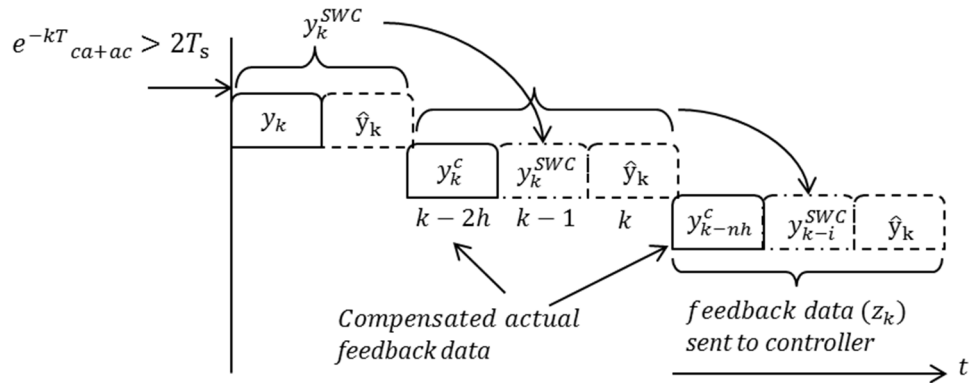 y_k^{SWC}
e^{-kT}_{ca+ac} > 2T_s
y_k ŷ_k
y_k^c y_k^{SWC} ŷ_k
k − 2h k − 1 k
y_{k−nh}^c y_{k−i}^{SWC} ŷ_k
Compensated actual
feedback data
feedback data (z_k)
sent to controller
t